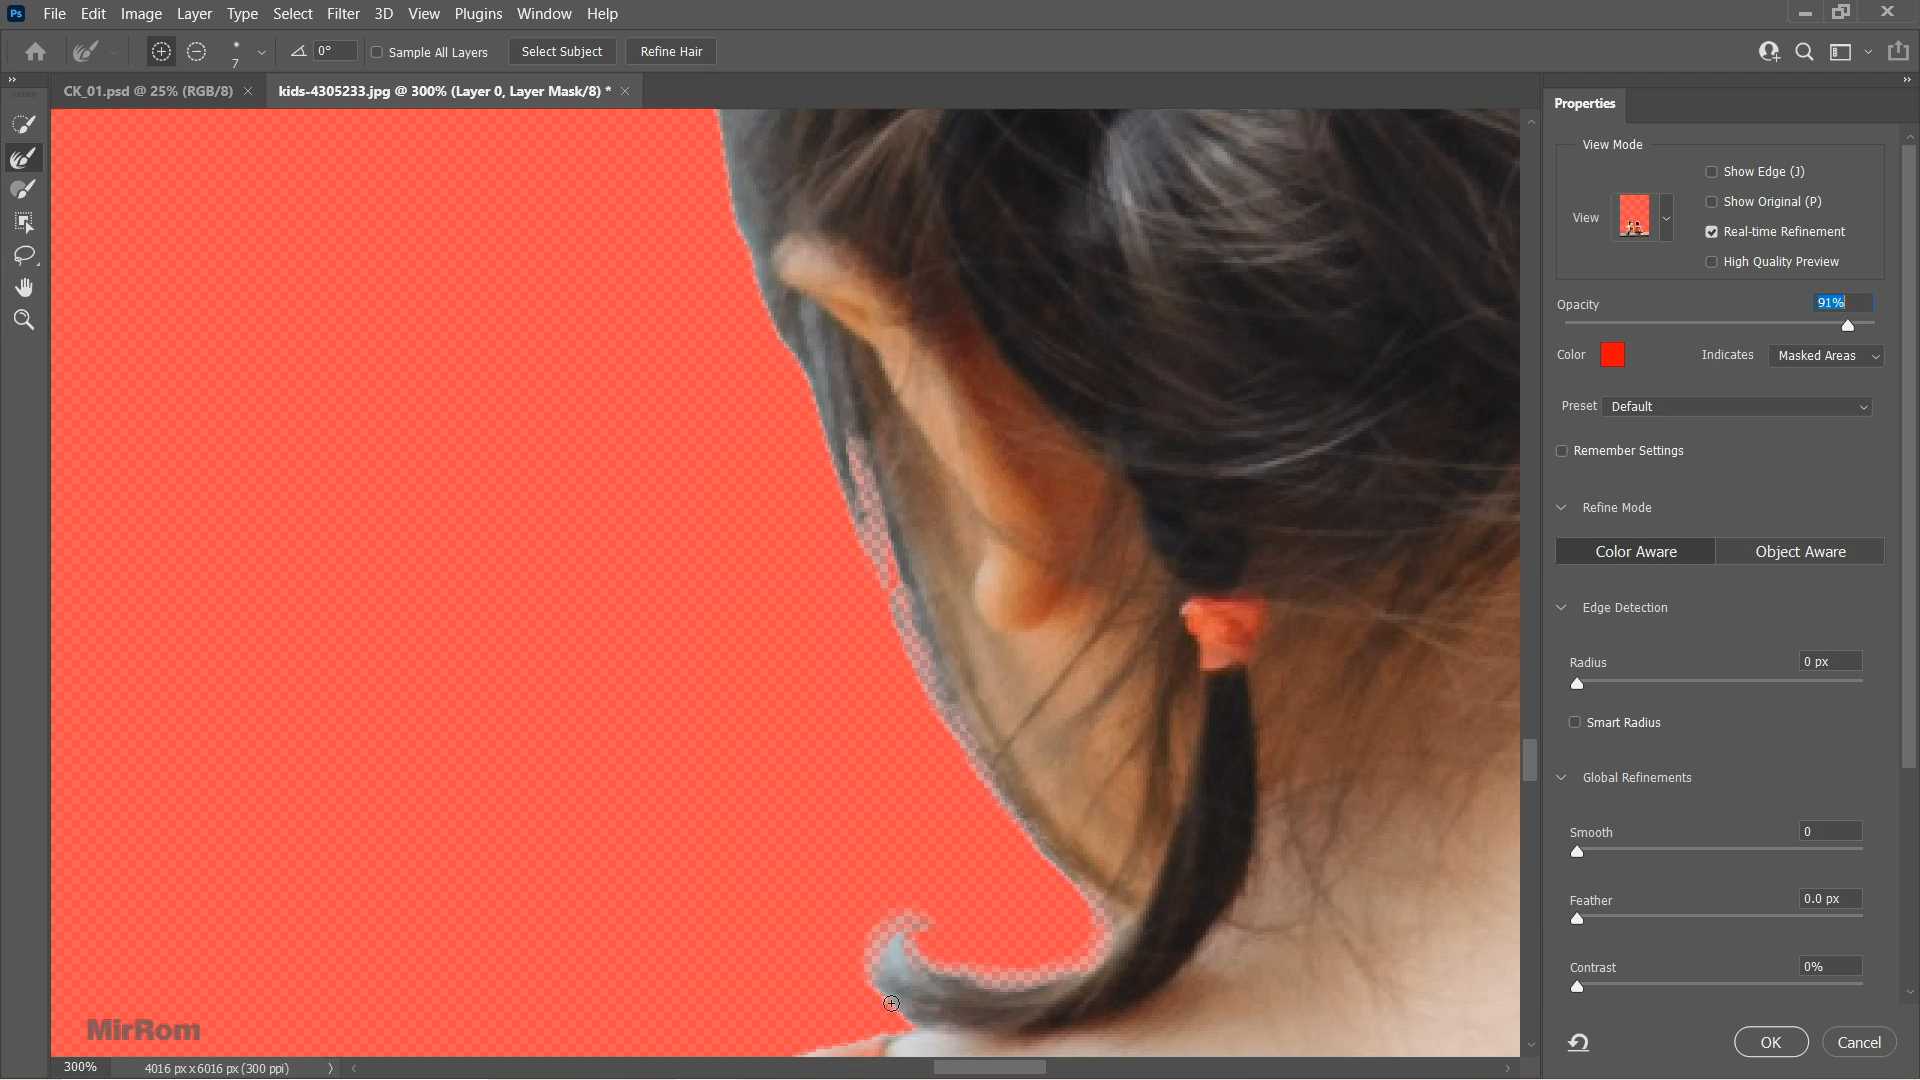 Ps File Edit Image Layer Type Select Filter 3D View Plugins Window Help
7 0° Sample All Layers Select Subject Refine Hair
CK_01.psd @ 25% (RGB/8) kids-4305233.jpg @ 300% (Layer 0, Layer Mask/8) *
Properties
View Mode
Show Edge (J)
Show Original (P)
View
Real-time Refinement
High Quality Preview
Opacity 91%
Color Indicates Masked Areas
Preset Default
Remember Settings
Refine Mode
Color Aware Object Aware
Edge Detection
Radius 0 px
Smart Radius
Global Refinements
Smooth 0
Feather 0.0 px
Contrast 0%
OK Cancel
MirRom
300% 4016 px x 6016 px (300 ppi)